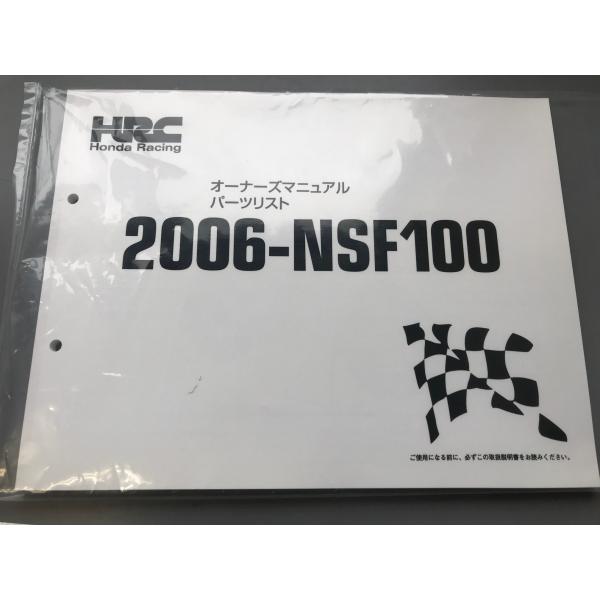 HRC
Honda Racing
オーナーズマニュアル
パーツリスト
2006-NSF100
ご使用になる前に、必ずこの取扱説明書をお読みください。